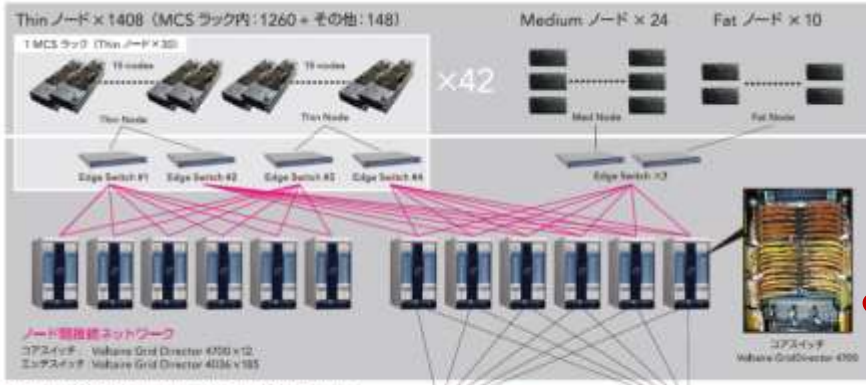 Thin ノード×1408（MCS ラック内：1260 + その他：148）
Medium ノード×24
Fat ノード×10
1 MCS ラック（Thin ノード×30）
15 nodes
15 nodes
×42
Thin Node
Thin Node
Med Node
Fat Node
Edge Switch #1
Edge Switch #2
Edge Switch #3
Edge Switch #4
Edge Switch ×2
ノード間接続ネットワーク
コアスイッチ Voltaire Grid Director 4700 ×12
エッヂスイッチ Voltaire Grid Director 4036 ×185
コアスイッチ
Voltaire GridDirector 4700